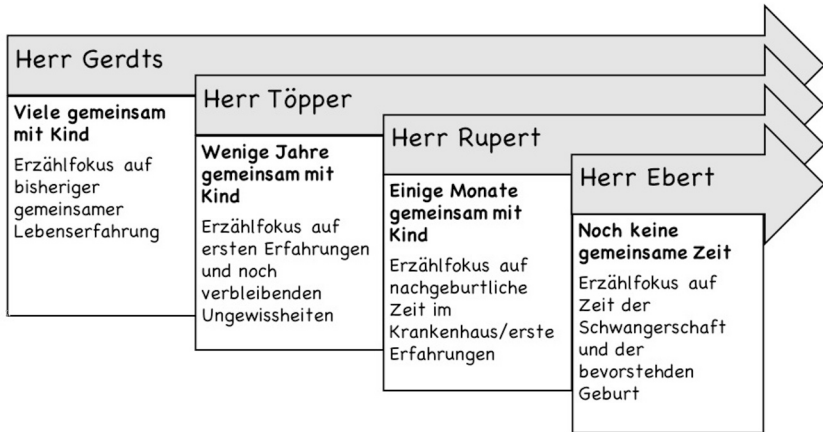 Herr Gerdts
Viele gemeinsam
mit Kind
Erzählfokus auf
bisheriger
gemeinsamer
Lebenserfahrung
Herr Töpper
Wenige Jahre
gemeinsam mit
Kind
Erzählfokus auf
ersten Erfahrungen
und noch
verbleibenden
Ungewissheiten
Herr Rupert
Einige Monate
gemeinsam mit
Kind
Erzählfokus auf
nachgeburtliche
Zeit im
Krankenhaus/erste
Erfahrungen
Herr Ebert
Noch keine
gemeinsame Zeit
Erzählfokus auf
Zeit der
Schwangerschaft
und der
bevorstehden
Geburt